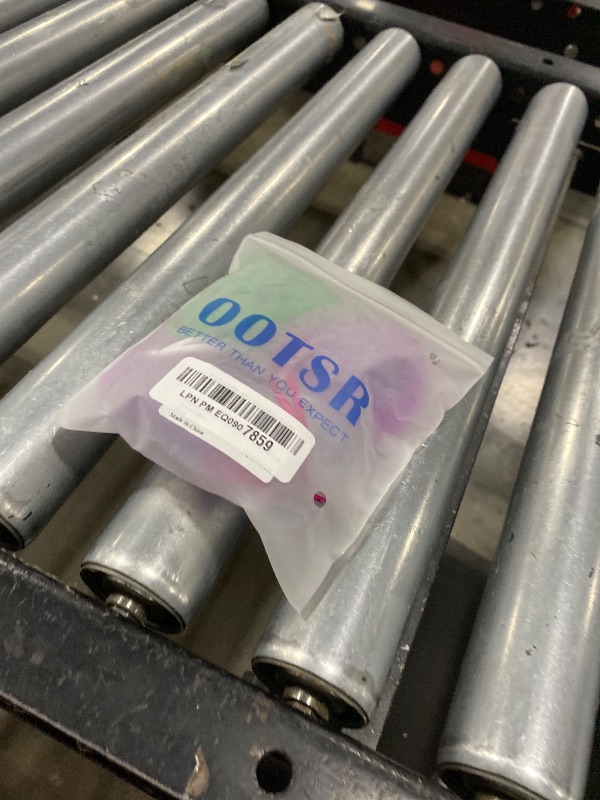 OOTSR
BETTER THAN YOU EXPECT
LPN PM EQ0907859
Made In China